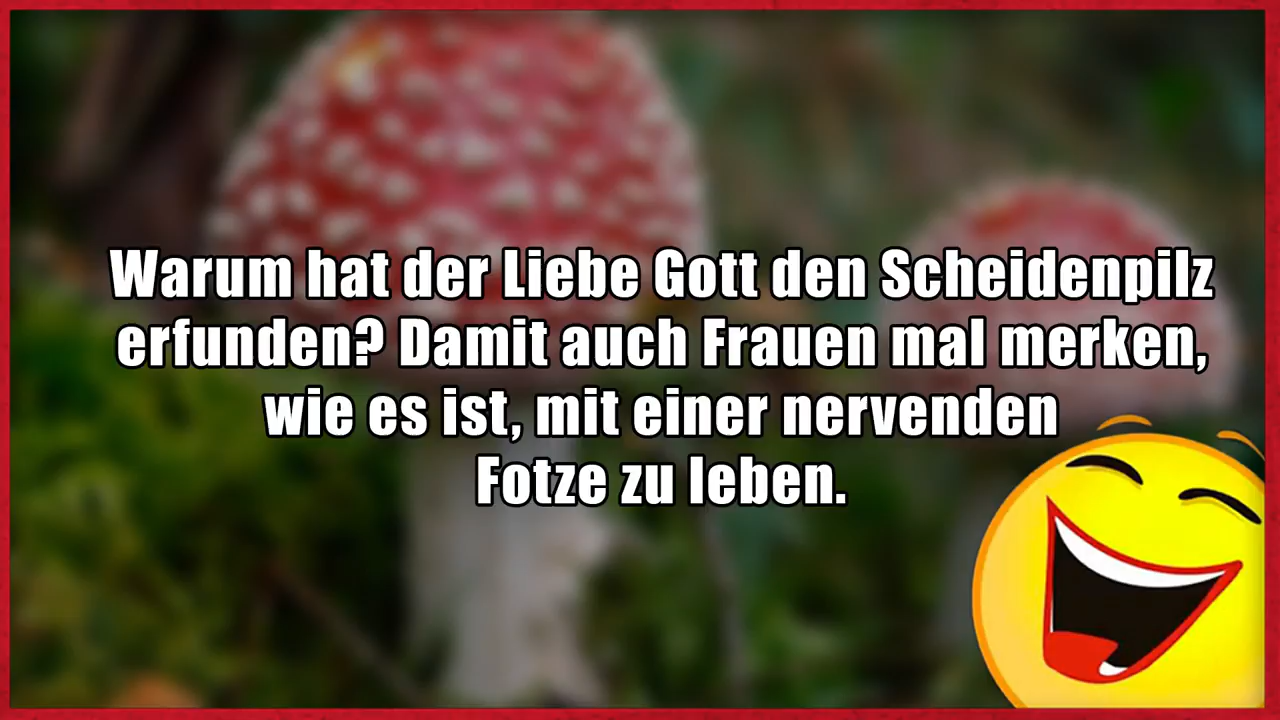 Warum hat der Liebe Gott den Scheidenpilz
erfunden? Damit auch Frauen mal merken,
wie es ist, mit einer nervenden
Fotze zu leben.